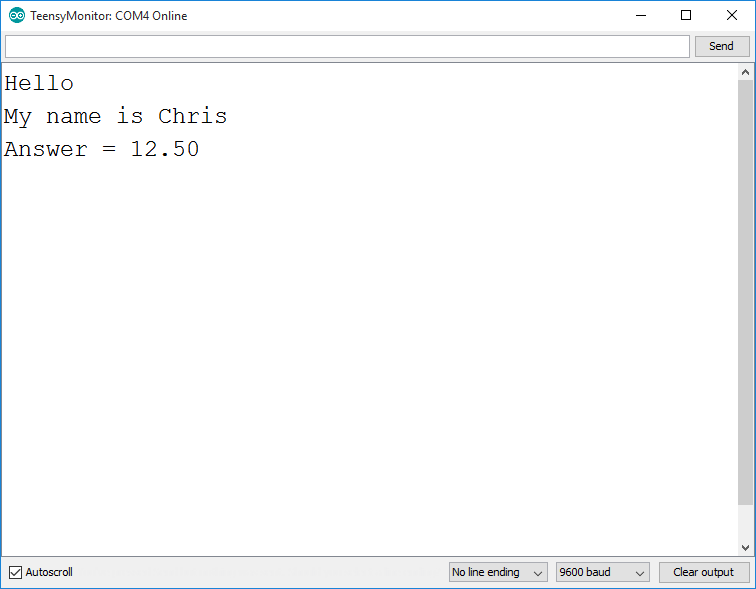 TeensyMonitor: COM4 Online
Send
Hello
My name is Chris
Answer = 12.50
Autoscroll
No line ending
9600 baud
Clear output